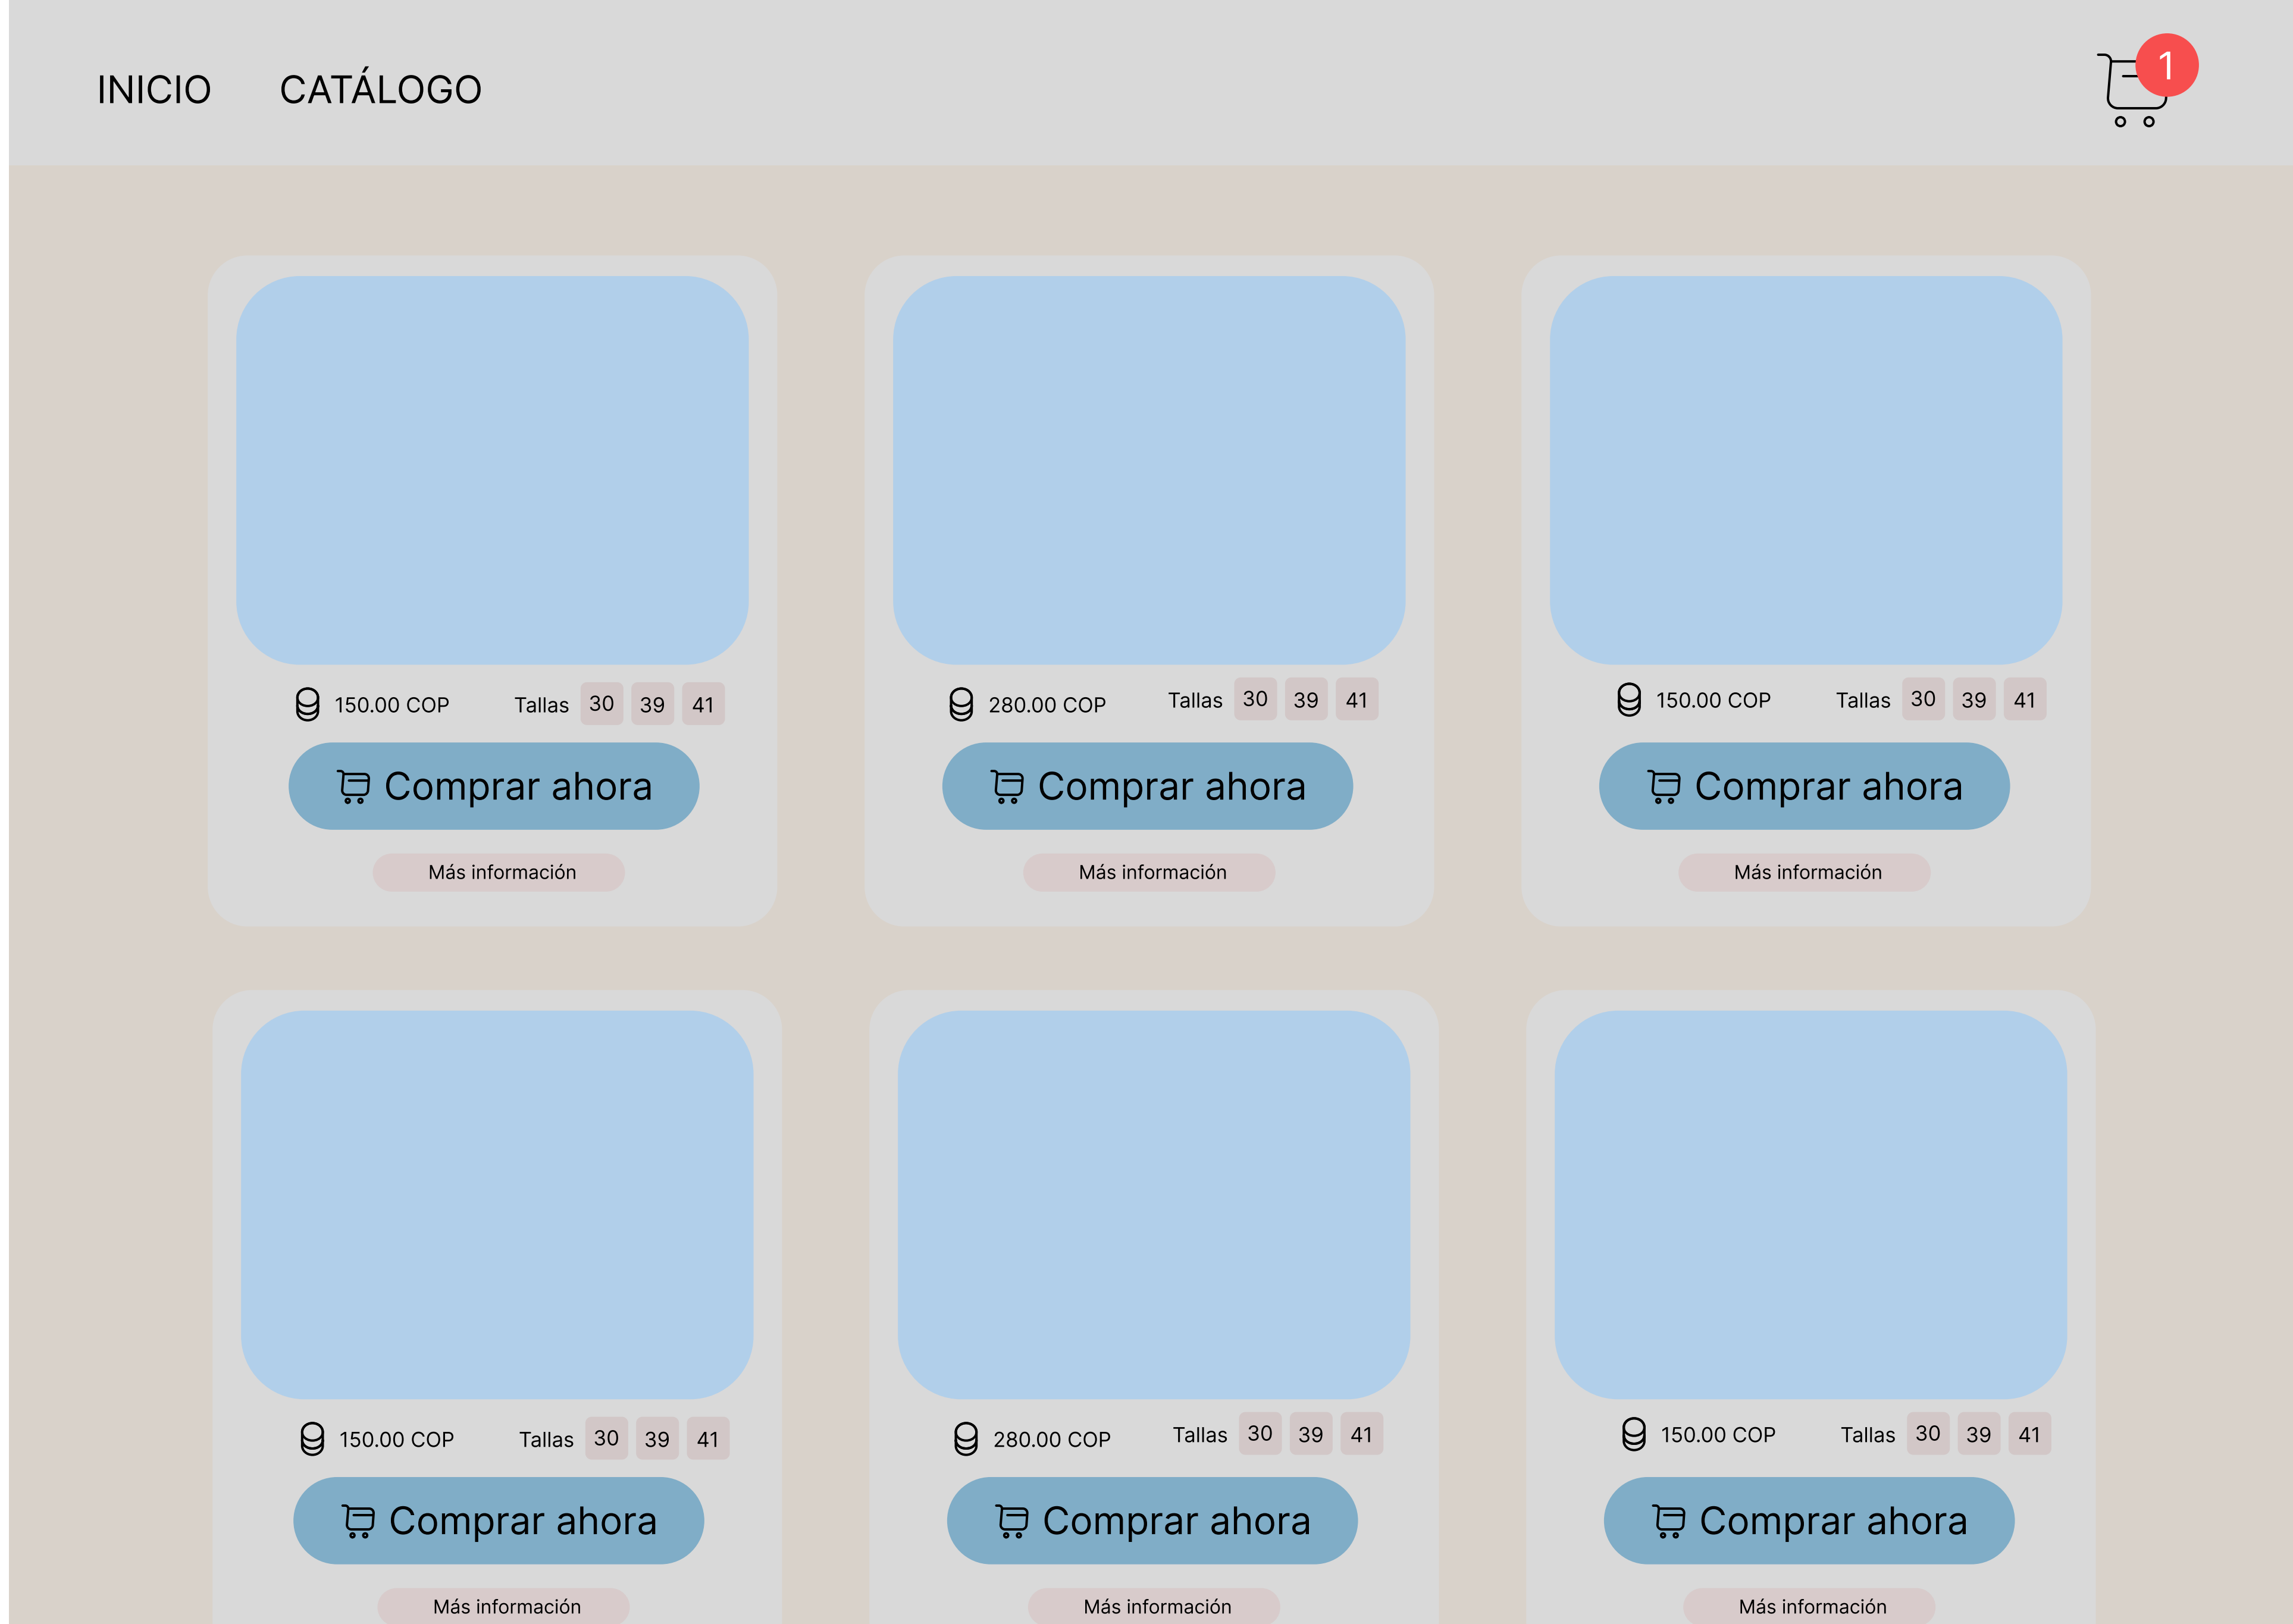 INICIO CATÁLOGO 1
150.00 COP Tallas 30 39 41
Comprar ahora
Más información
280.00 COP Tallas 30 39 41
Comprar ahora
Más información
150.00 COP Tallas 30 39 41
Comprar ahora
Más información
150.00 COP Tallas 30 39 41
Comprar ahora
Más información
280.00 COP Tallas 30 39 41
Comprar ahora
Más información
150.00 COP Tallas 30 39 41
Comprar ahora
Más información